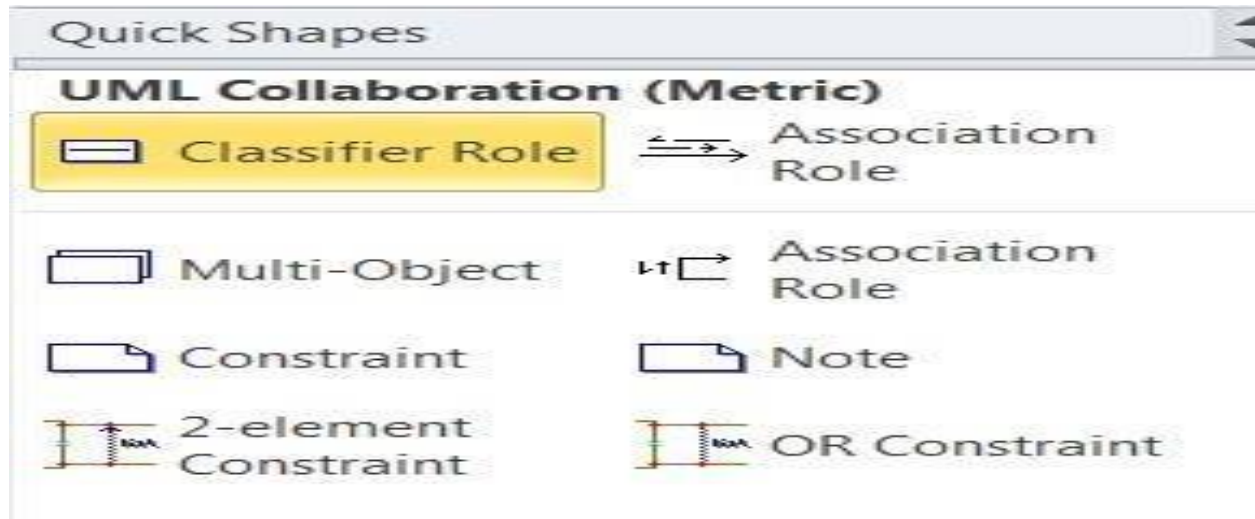 Quick Shapes
UML Collaboration (Metric)
Classifier Role
Association
Role
Multi-Object
Association
Role
Constraint
Note
2-element
Constraint
OR Constraint